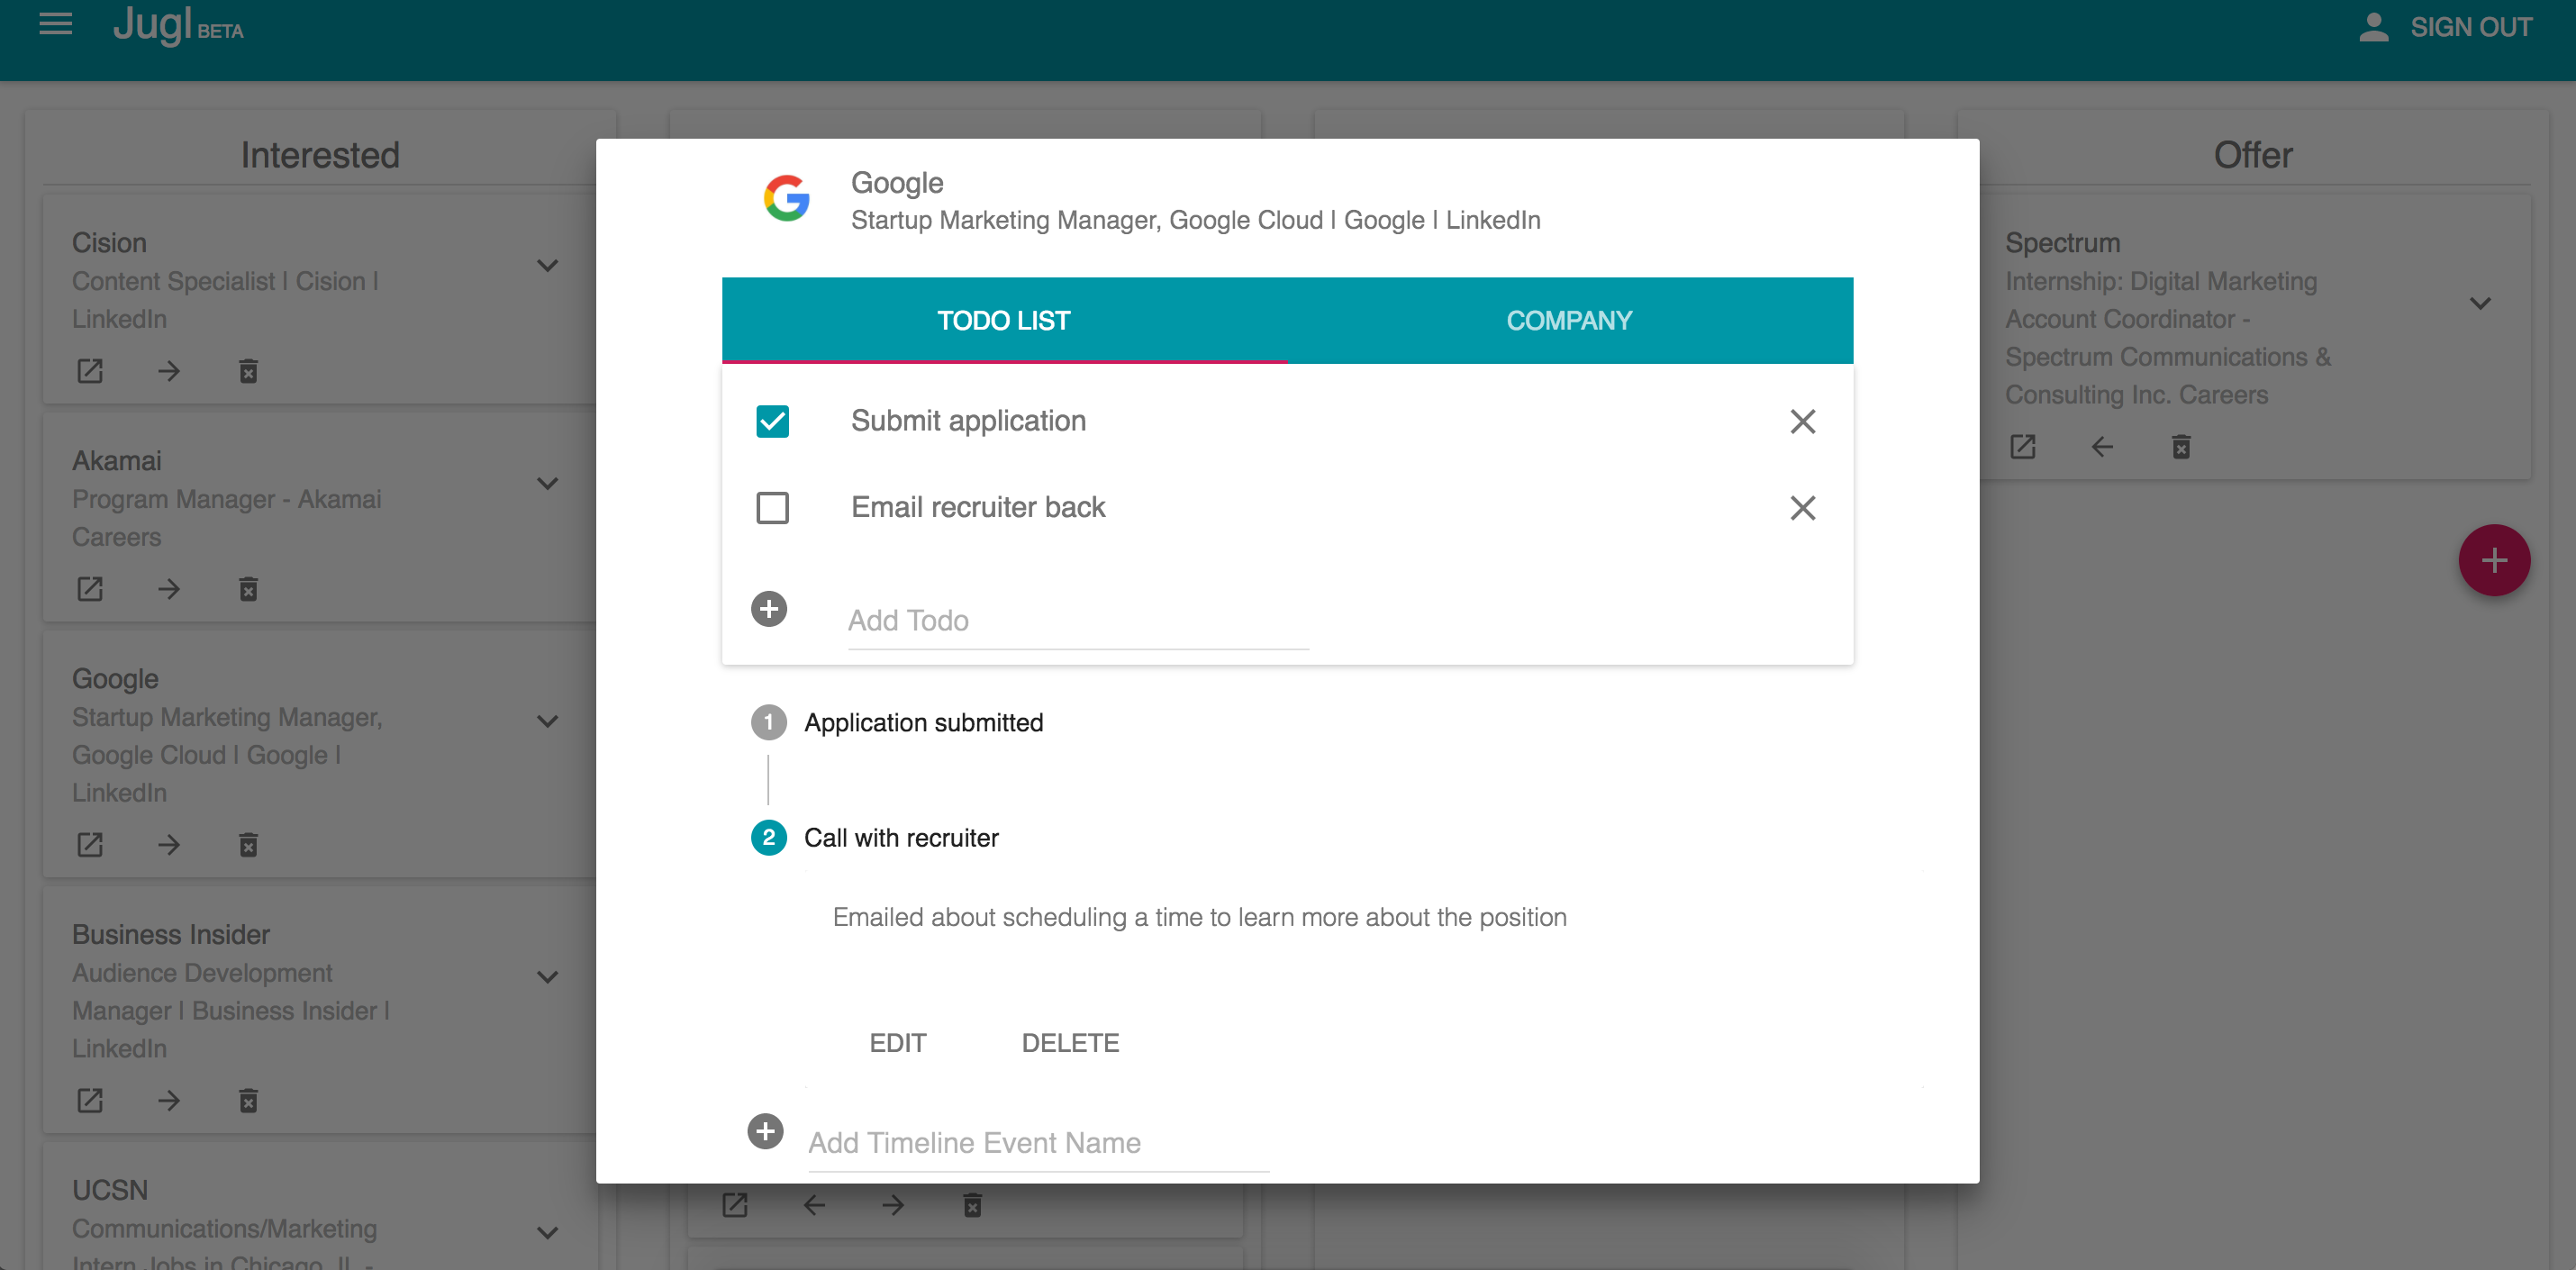 Jugl BETA
SIGN OUT
Interested
Cision
Content Specialist | Cision |
LinkedIn
Akamai
Program Manager - Akamai
Careers
Google
Startup Marketing Manager,
Google Cloud | Google |
LinkedIn
Business Insider
Audience Development
Manager | Business Insider |
LinkedIn
UCSN
Communications/Marketing
Intern Jobs in Chicago, IL -
Google
Startup Marketing Manager, Google Cloud | Google | LinkedIn
TODO LIST
COMPANY
Submit application
Email recruiter back
Add Todo
1 Application submitted
2 Call with recruiter
Emailed about scheduling a time to learn more about the position
EDIT
DELETE
Add Timeline Event Name
Offer
Spectrum
Internship: Digital Marketing
Account Coordinator -
Spectrum Communications &
Consulting Inc. Careers